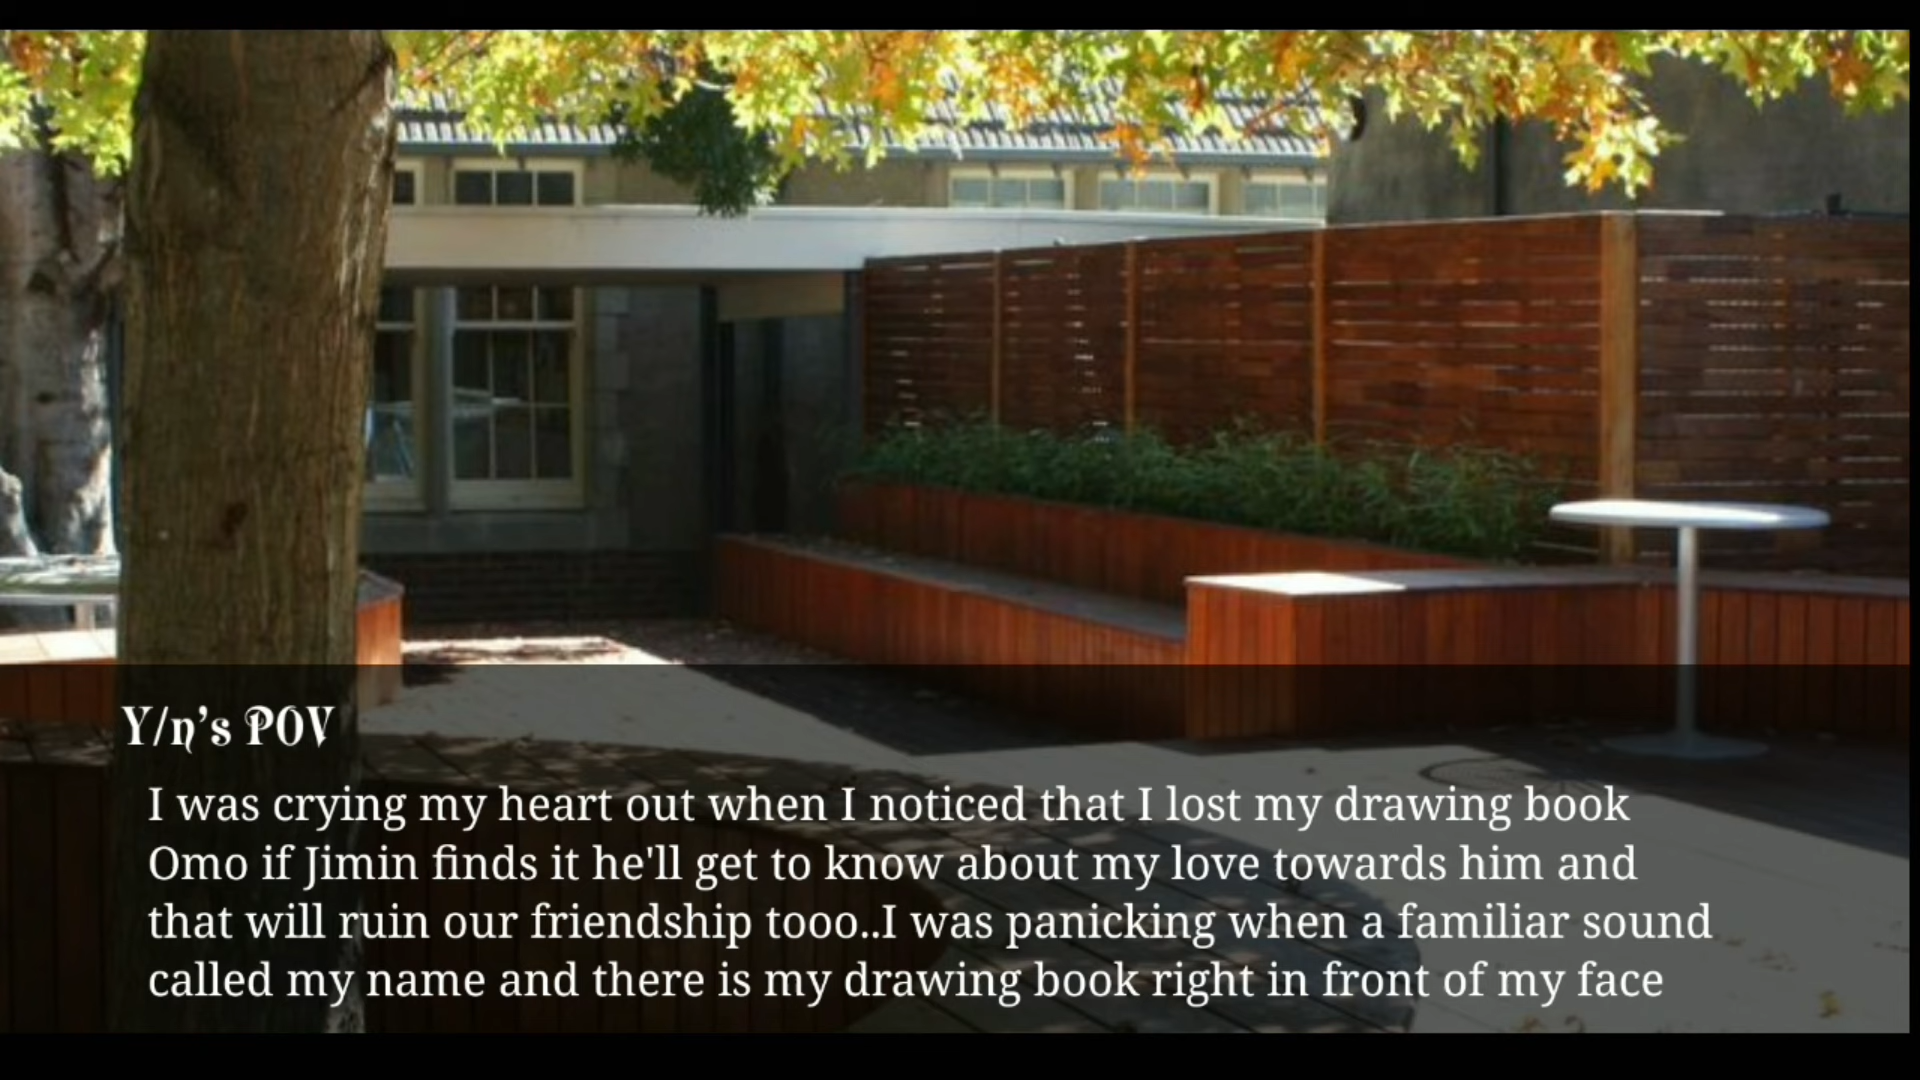 Y/n's POV
I was crying my heart out when I noticed that I lost my drawing book
Omo if Jimin finds it he'll get to know about my love towards him and
that will ruin our friendship tooo..I was panicking when a familiar sound
called my name and there is my drawing book right in front of my face